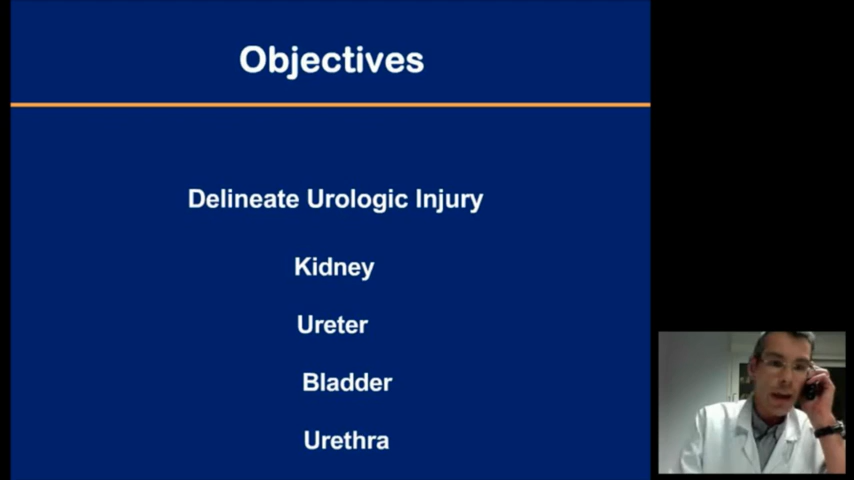 Objectives
Delineate Urologic Injury
Kidney
Ureter
Bladder
Urethra